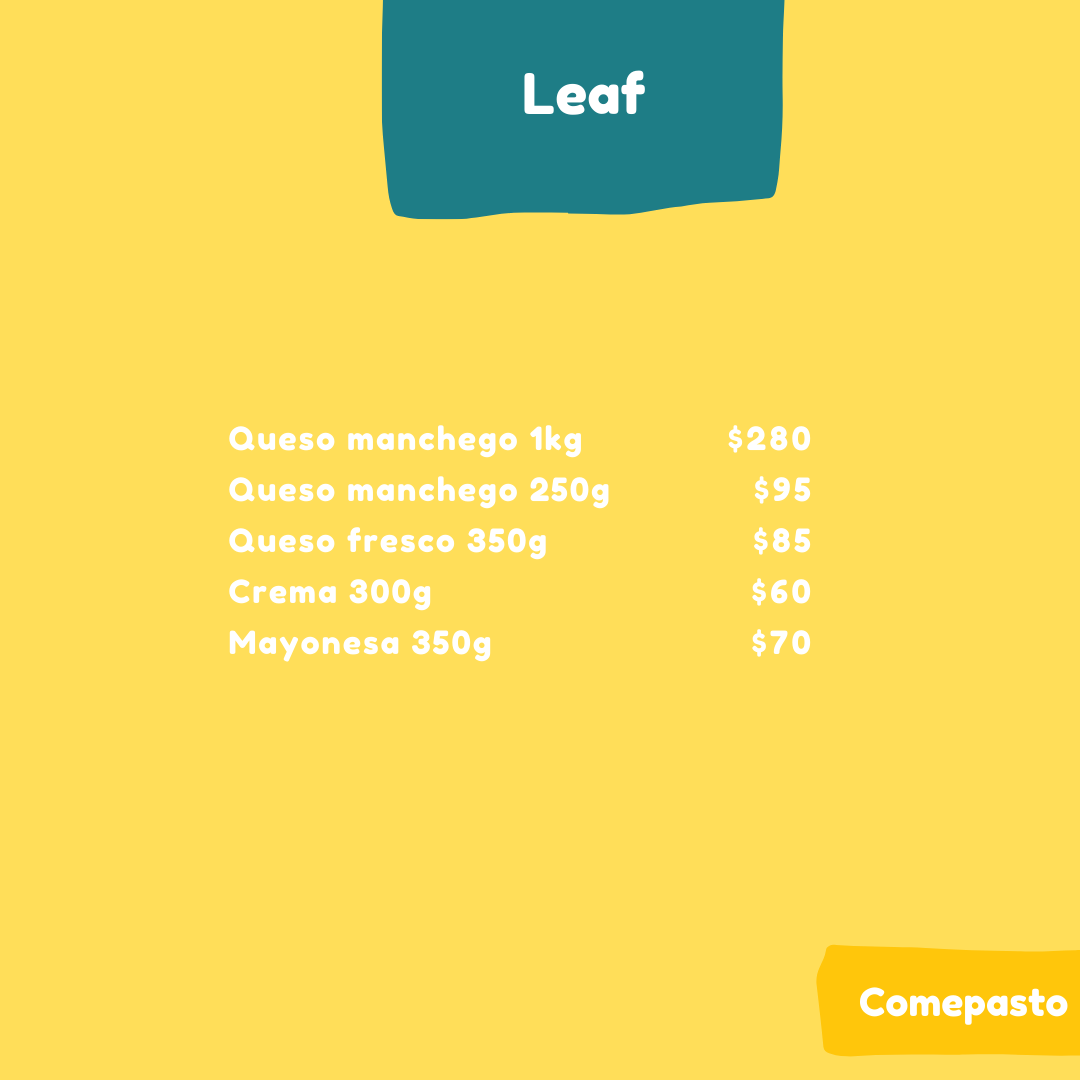 Leaf
Queso manchego 1kg $280
Queso manchego 250g $95
Queso fresco 350g $85
Crema 300g $60
Mayonesa 350g $70
Comepasto